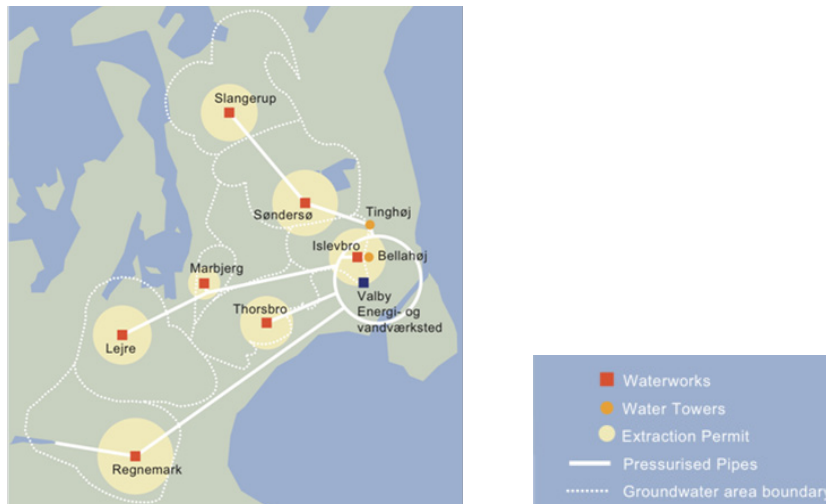 Slangerup
Søndersø
Tinghøj
Islevbro
Bellahøj
Marbjerg
Valby
Energi- og
vandværksted
Thorsbro
Lejre
Regnemark
Waterworks
Water Towers
Extraction Permit
Pressurised Pipes
Groundwater area boundary